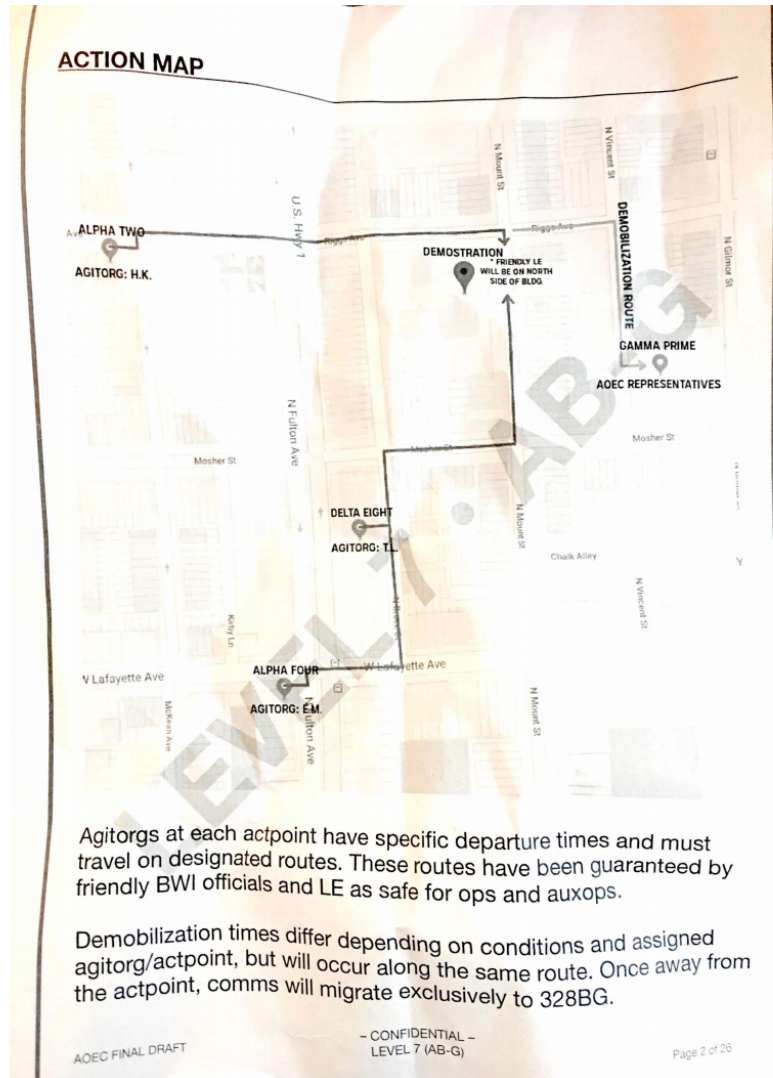 ACTION MAP
N Mount St
N Vincent St
U.S. Hwy 1
ALPHA TWO
AGITORG: H.K.
Riggs Ave
Riggs Ave
DEMOSTRATION
* FRIENDLY LE
WILL BE ON NORTH
SIDE OF BLDG.
DEMOBILIZATION ROUTE
N Gilmor St
GAMMA PRIME
AOEC REPRESENTATIVES
N Fulton Ave
Mosher St
Mosher St
Mosher St
DELTA EIGHT
AGITORG: T.L.
N Mount St
Chalk Alley
N Vincent St
Kirby Ln
W Lafayette Ave
V Lafayette Ave
ALPHA FOUR
AGITORG: E.M.
McKean Ave
N Fulton Ave
N Mount St
LEVEL 7 • AB-G
Agitorgs at each actpoint have specific departure times and must
travel on designated routes. These routes have been guaranteed by
friendly BWI officials and LE as safe for ops and auxops.
Demobilization times differ depending on conditions and assigned
agitorg/actpoint, but will occur along the same route. Once away from
the actpoint, comms will migrate exclusively to 328BG.
AOEC FINAL DRAFT
– CONFIDENTIAL –
LEVEL 7 (AB-G)
Page 2 of 26